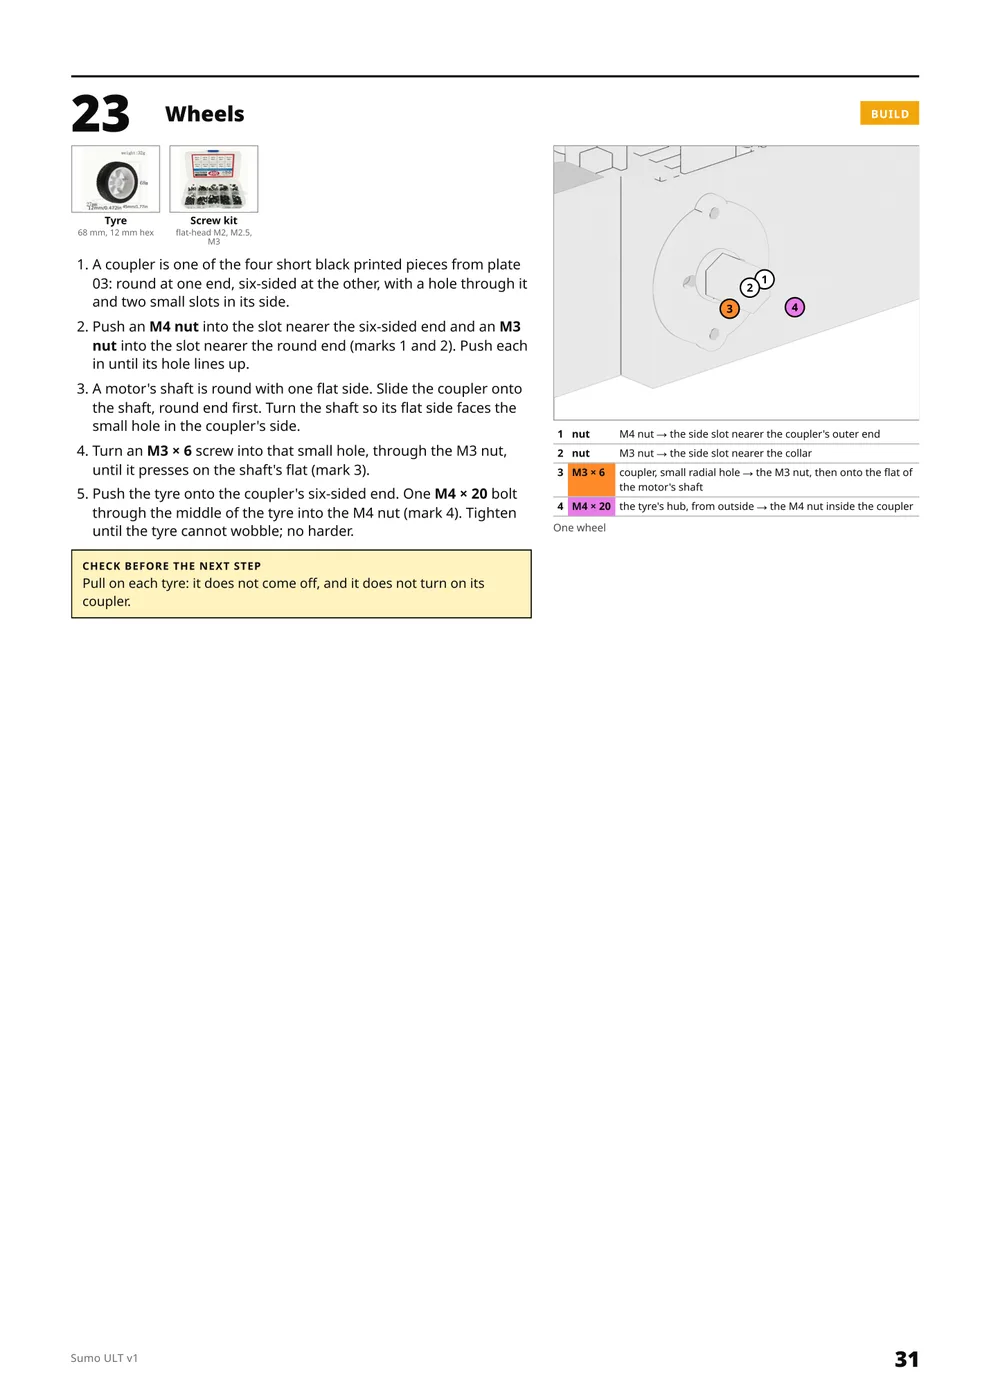 23 Wheels BUILD
weight:32g
68m
12mm/0.472in 45mm/1.77in
Tyre
68 mm, 12 mm hex
Screw kit
flat-head M2, M2.5,
M3
1. A coupler is one of the four short black printed pieces from plate
03: round at one end, six-sided at the other, with a hole through it
and two small slots in its side.
2. Push an M4 nut into the slot nearer the six-sided end and an M3
nut into the slot nearer the round end (marks 1 and 2). Push each
in until its hole lines up.
3. A motor's shaft is round with one flat side. Slide the coupler onto
the shaft, round end first. Turn the shaft so its flat side faces the
small hole in the coupler's side.
4. Turn an M3 × 6 screw into that small hole, through the M3 nut,
until it presses on the shaft's flat (mark 3).
5. Push the tyre onto the coupler's six-sided end. One M4 × 20 bolt
through the middle of the tyre into the M4 nut (mark 4). Tighten
until the tyre cannot wobble; no harder.
CHECK BEFORE THE NEXT STEP
Pull on each tyre: it does not come off, and it does not turn on its
coupler.
1
2
3
4
1 nut M4 nut → the side slot nearer the coupler's outer end
2 nut M3 nut → the side slot nearer the collar
3 M3 × 6 coupler, small radial hole → the M3 nut, then onto the flat of
the motor's shaft
4 M4 × 20 the tyre's hub, from outside → the M4 nut inside the coupler
One wheel
Sumo ULT v1
31